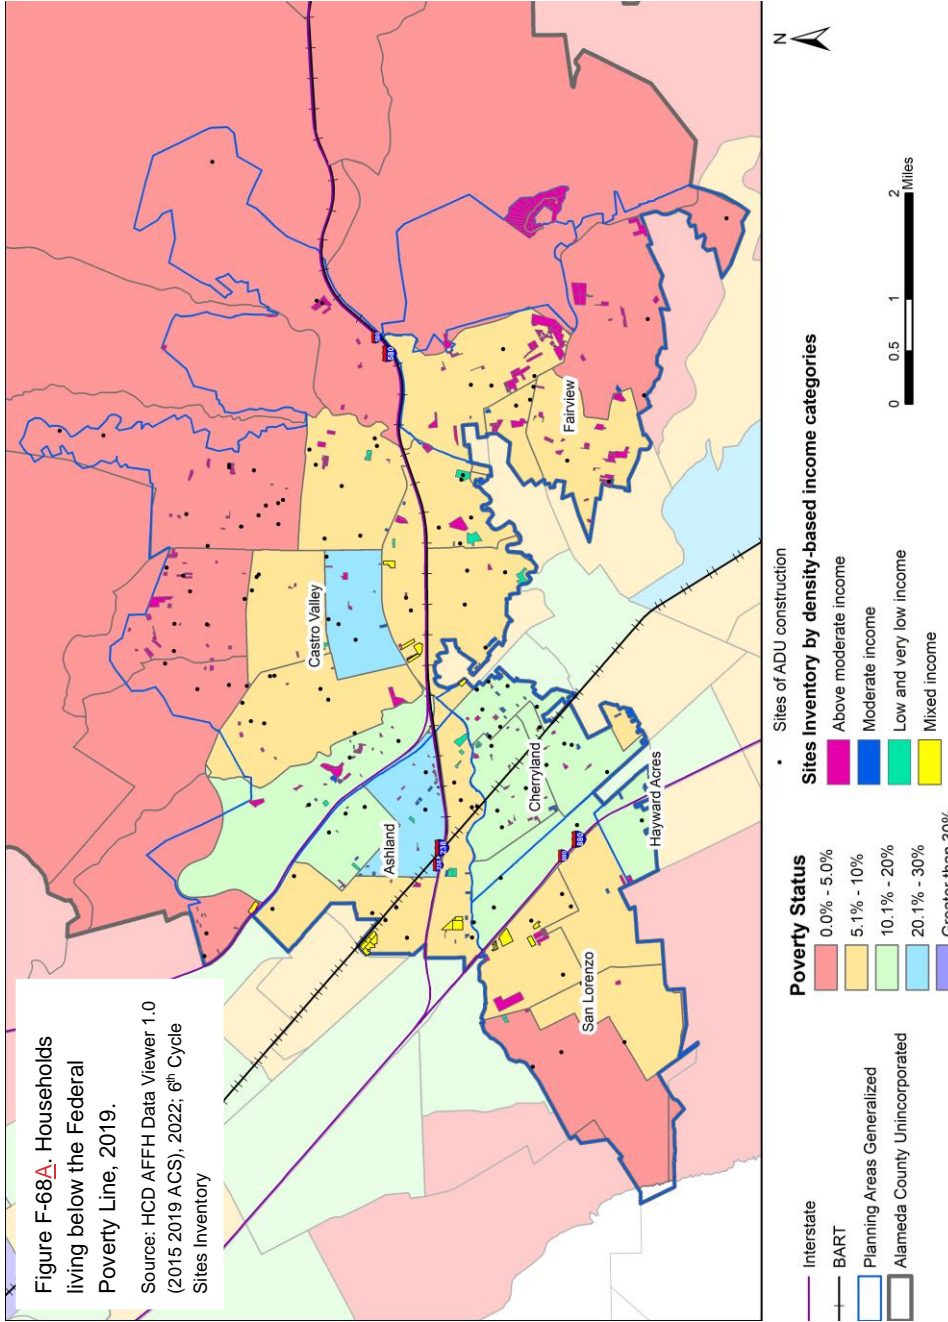 Figure F-68A. Households
living below the Federal
Poverty Line, 2019.
Source: HCD AFFH Data Viewer 1.0
(2015 2019 ACS), 2022; 6th Cycle
Sites Inventory
Castro Valley
Ashland
Cherryland
Fairview
Hayward Acres
San Lorenzo
580
238
880
N
0 0.5 1 2
Miles
Interstate
BART
Planning Areas Generalized
Alameda County Unincorporated
Poverty Status
0.0% - 5.0%
5.1% - 10%
10.1% - 20%
20.1% - 30%
Sites of ADU construction
Sites Inventory by density-based income categories
Above moderate income
Moderate income
Low and very low income
Mixed income